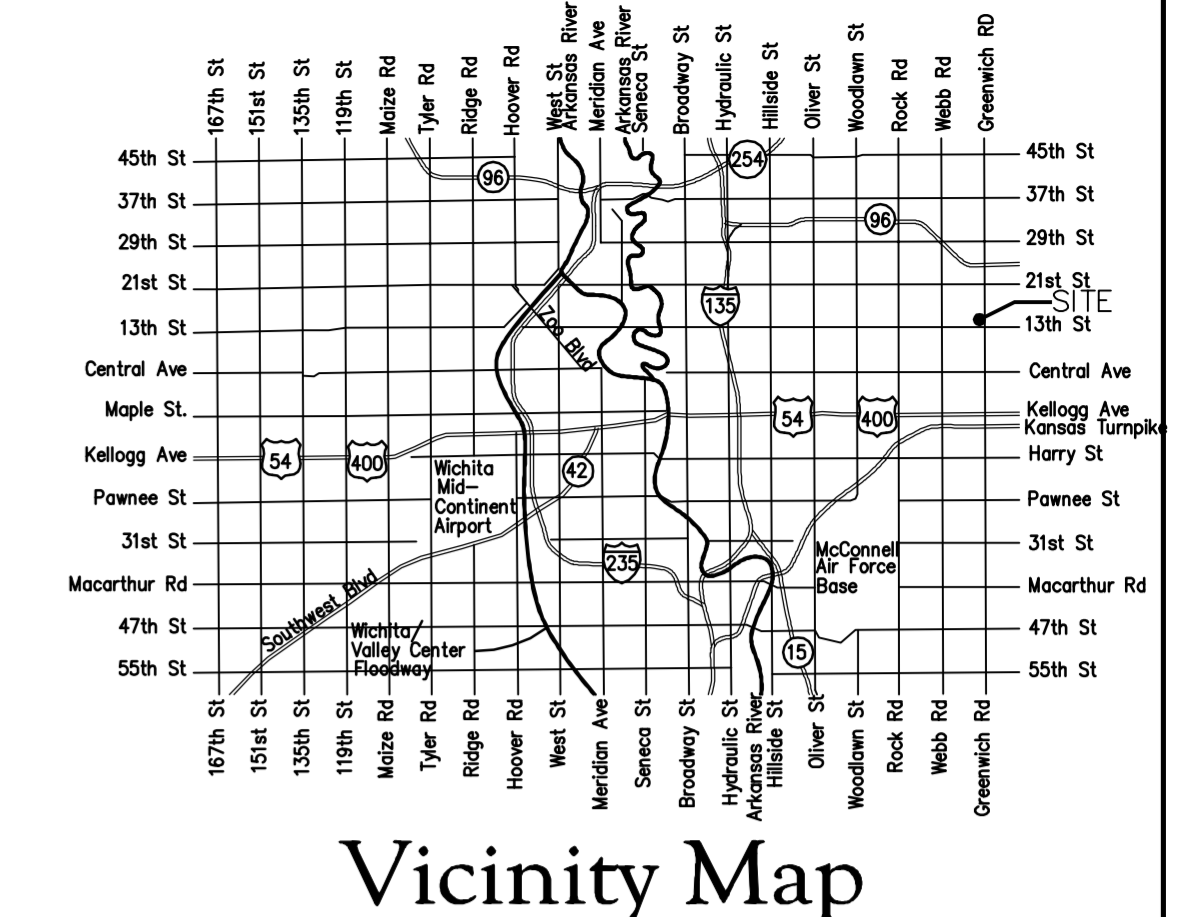 167th St
151st St
135th St
119th St
Maize Rd
Tyler Rd
Ridge Rd
Hoover Rd
West St
Arkansas River
Meridian Ave
Arkansas River
Seneca St
Broadway St
Hydraulic St
Hillside St
Oliver St
Woodlawn St
Rock Rd
Webb Rd
Greenwich RD
45th St
37th St
29th St
21st St
13th St
Central Ave
Maple St.
Kellogg Ave
Pawnee St
31st St
Macarthur Rd
47th St
55th St
96
254
96
135
Zoo Blvd
54
400
54
400
42
Wichita
Mid-
Continent
Airport
235
McConnell
Air Force
Base
Southwest Blvd
Wichita/
Valley Center
Floodway
15
45th St
37th St
29th St
21st St
SITE
13th St
Central Ave
Kellogg Ave
Kansas Turnpike
Harry St
Pawnee St
31st St
Macarthur Rd
47th St
55th St
167th St
151st St
135th St
119th St
Maize Rd
Tyler Rd
Ridge Rd
Hoover Rd
West St
Meridian Ave
Seneca St
Broadway St
Hydraulic St
Arkansas River
Hillside St
Oliver St
Woodlawn St
Rock Rd
Webb Rd
Greenwich Rd
Vicinity Map